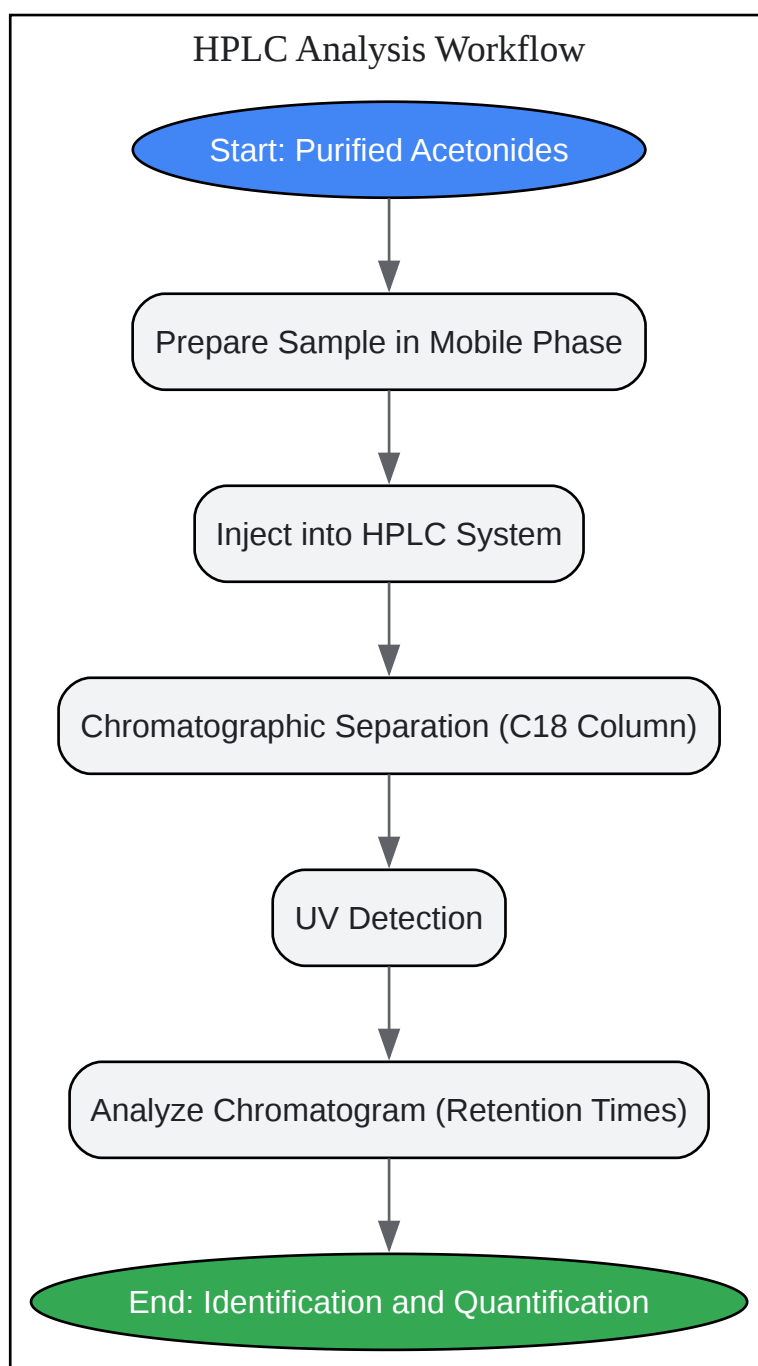 HPLC Analysis Workflow
Start: Purified Acetonides
Prepare Sample in Mobile Phase
Inject into HPLC System
Chromatographic Separation (C18 Column)
UV Detection
Analyze Chromatogram (Retention Times)
End: Identification and Quantification